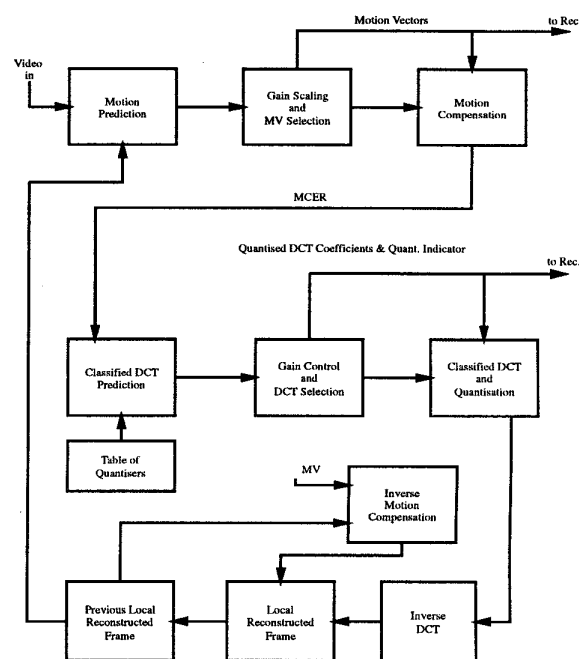 Motion Vectors
to Rec.
Video
in
Motion
Prediction
Gain Scaling
and
MV Selection
Motion
Compensation
MCER
Quantised DCT Coefficients & Quant. Indicator
to Rec.
Classified DCT
Prediction
Gain Control
and
DCT Selection
Classified DCT
and
Quantisation
Table of
Quantisers
MV
Inverse
Motion
Compensation
Previous Local
Reconstructed
Frame
Local
Reconstructed
Frame
Inverse
DCT